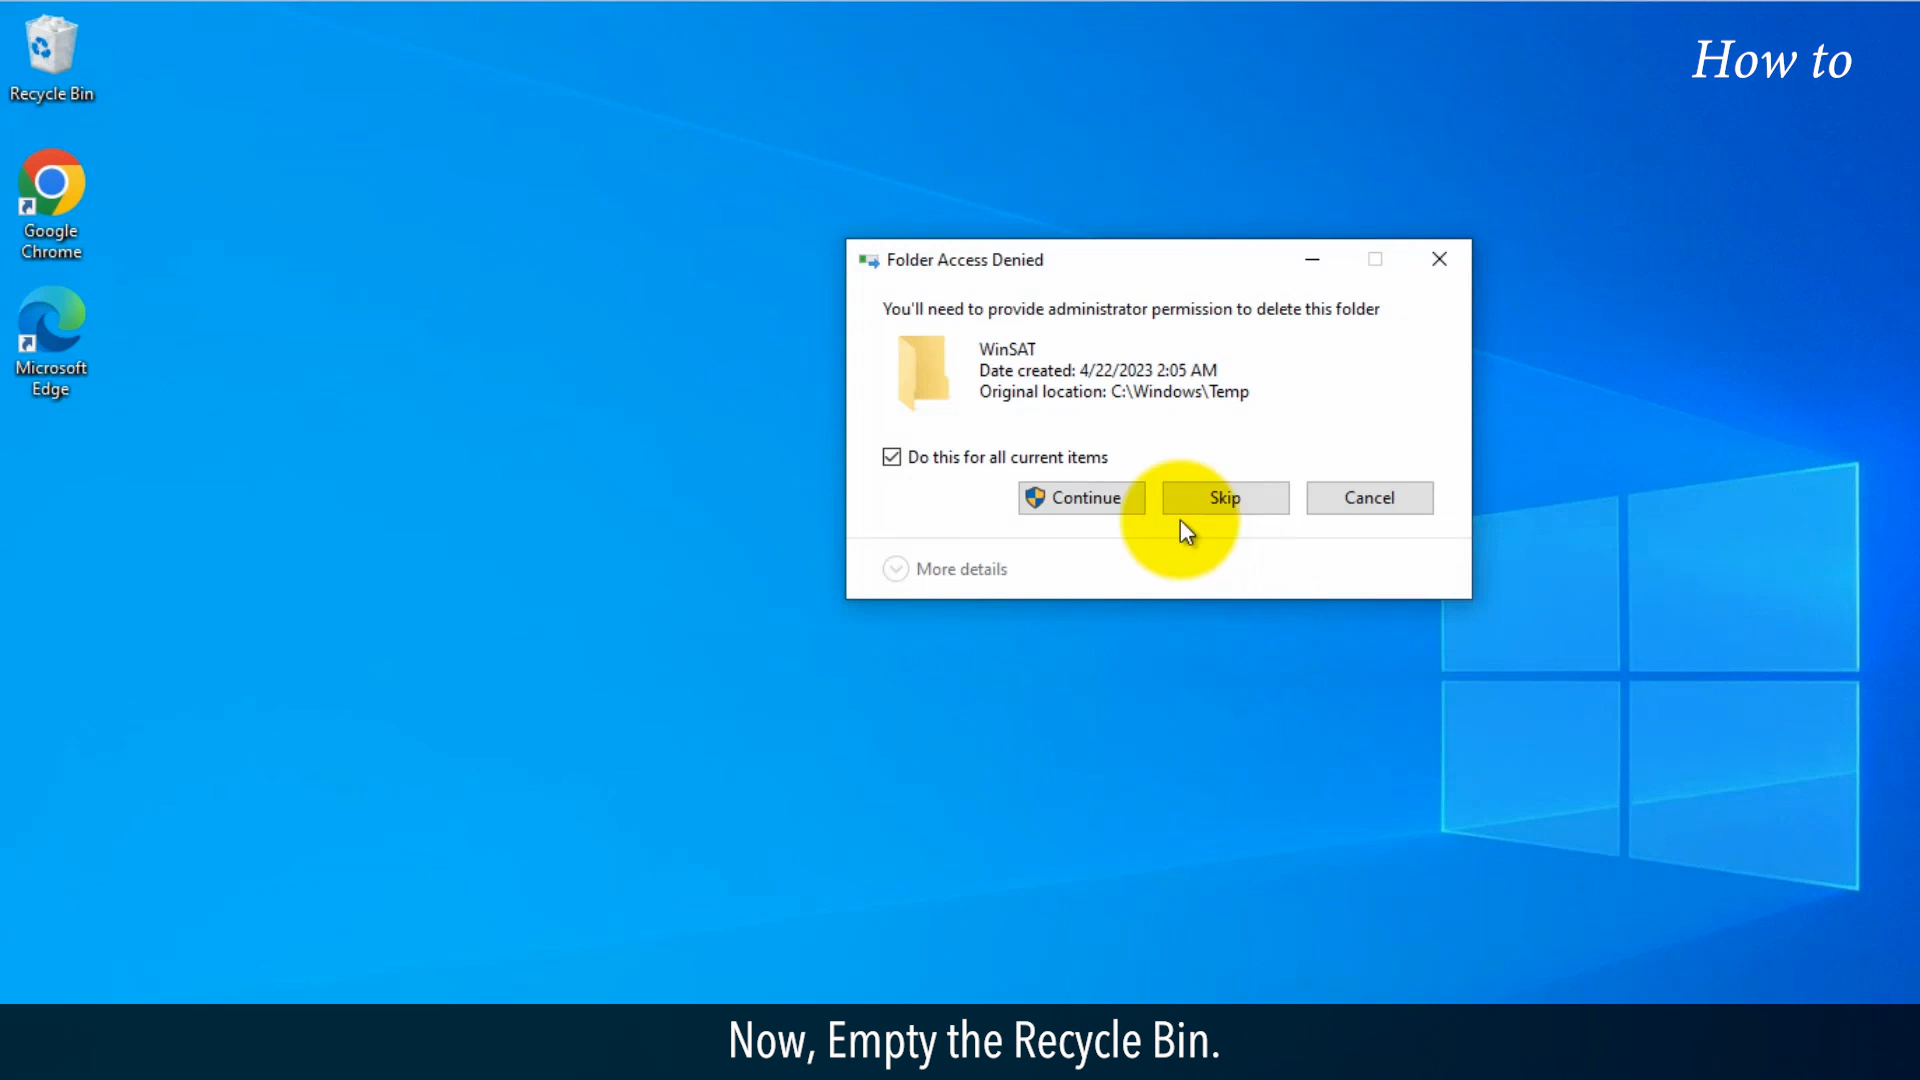 How to
Recycle Bin
Google
Chrome
Microsoft
Edge
Folder Access Denied
You'll need to provide administrator permission to delete this folder
WinSAT
Date created: 4/22/2023 2:05 AM
Original location: C:\Windows\Temp
Do this for all current items
Continue
Skip
Cancel
More details
Now, Empty the Recycle Bin.